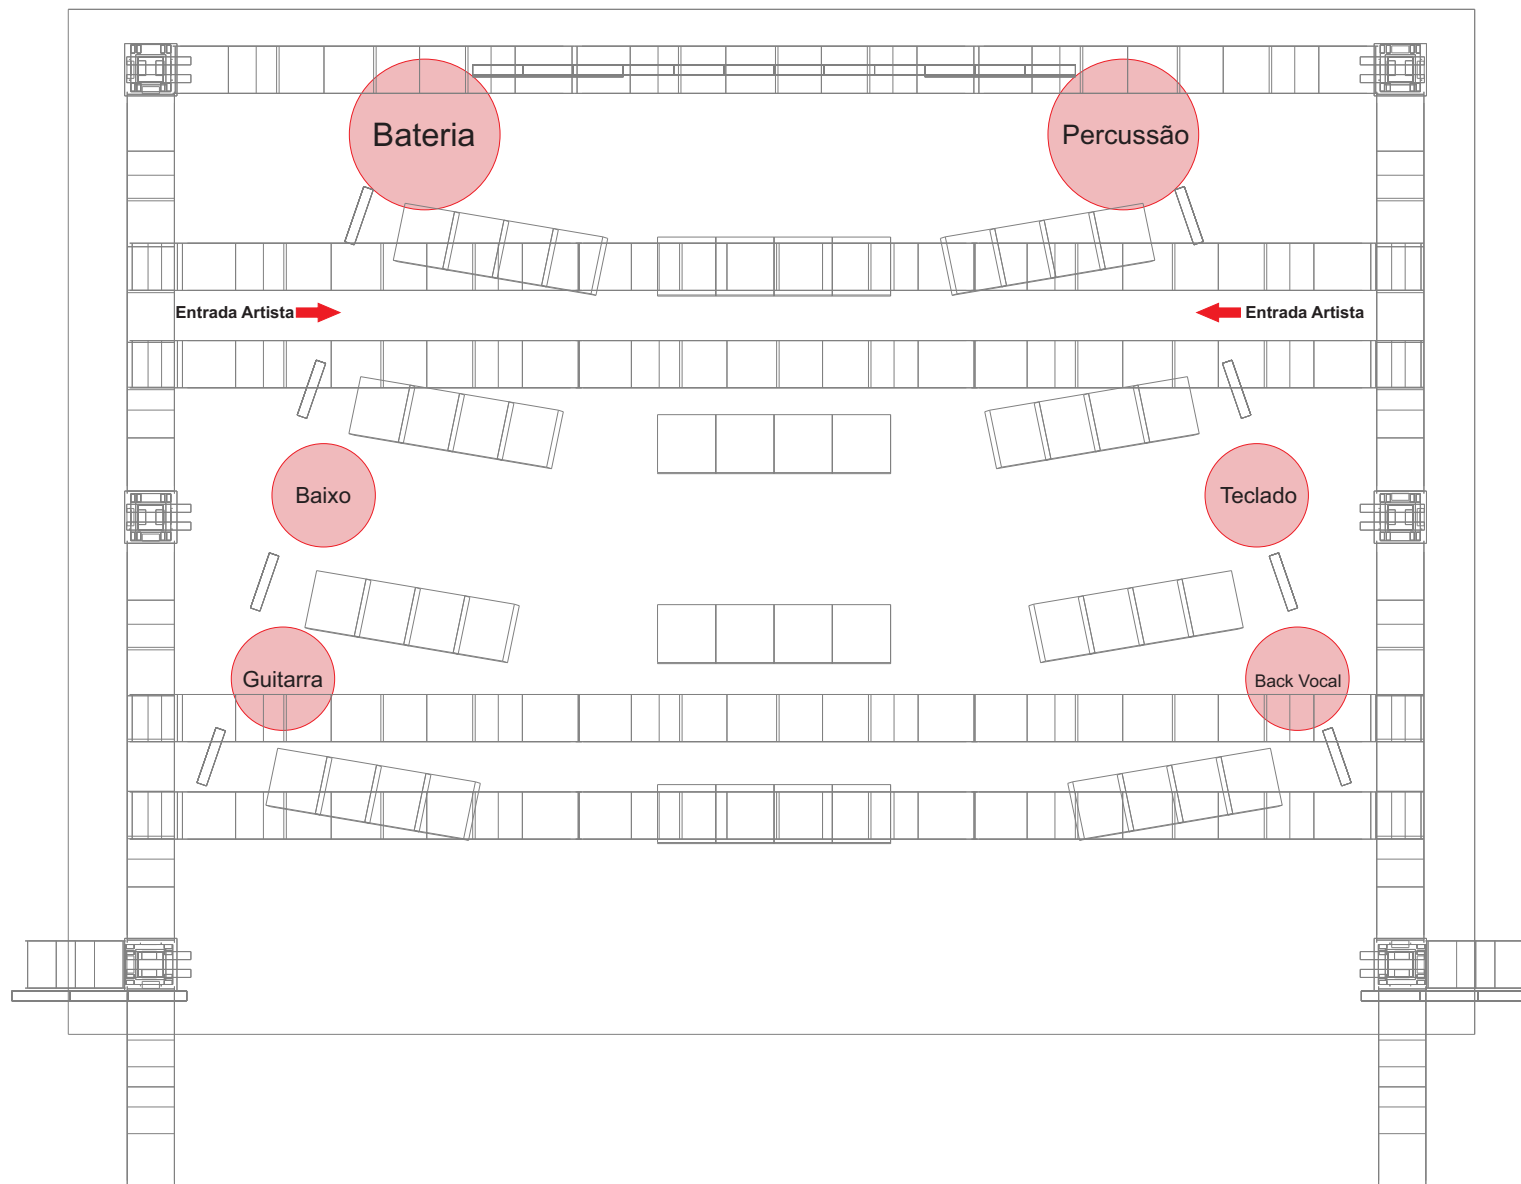 Bateria
Percussão
Entrada Artista
Entrada Artista
Baixo
Teclado
Guitarra
Back Vocal